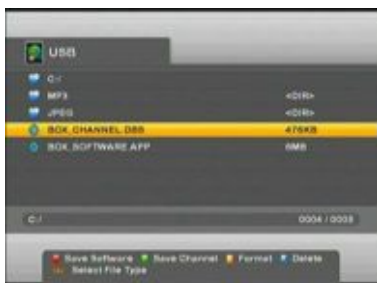 USB
C:/
MP3 <DIR>
JPEG <DIR>
BOX_CHANNEL.DBB 476KB
BOX_SOFTWARE.APP 6MB
C:/ 0004 / 0005
Save Software Save Channel Format Delete
Select File Type